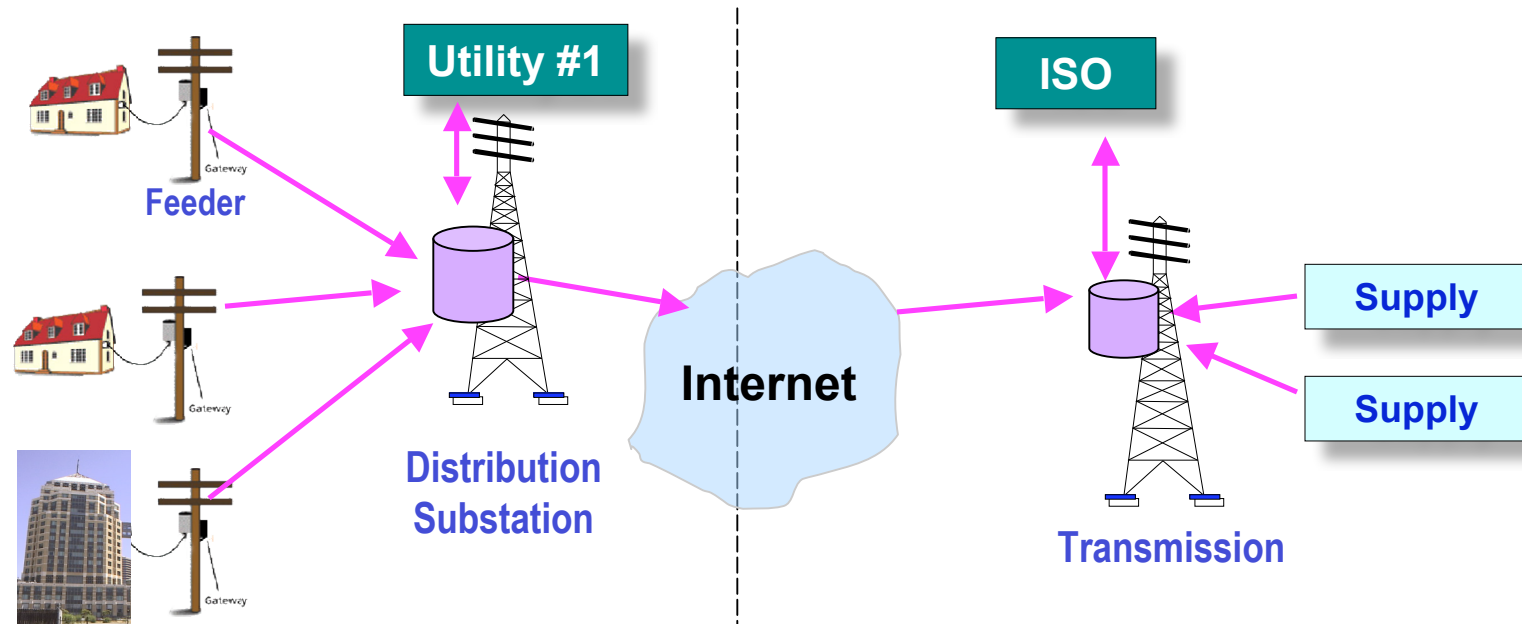 Utility #1
ISO
Gateway
Feeder
Supply
Internet
Gateway
Supply
Distribution
Substation
Transmission
Gateway